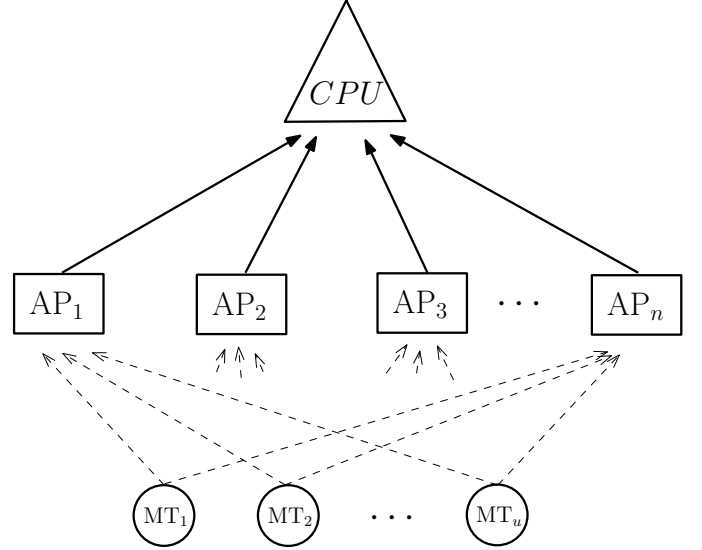 CPU
AP₁ AP₂ AP₃ ··· APₙ
MT₁ MT₂ ··· MTᵤ